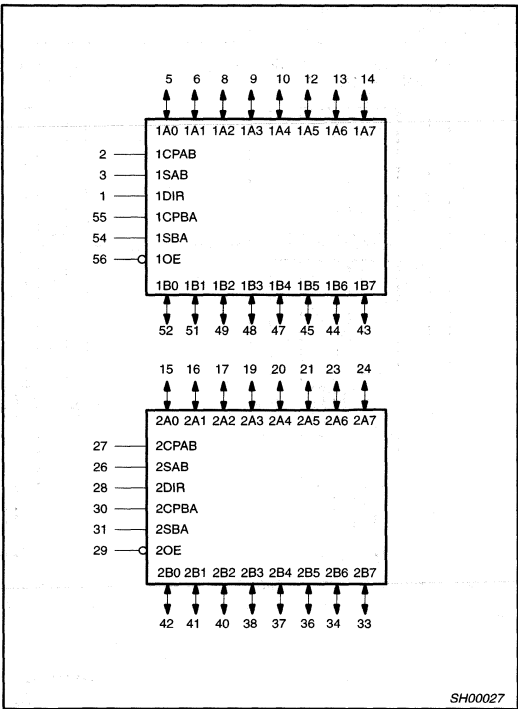 5 6 8 9 10 12 13 14
1A0 1A1 1A2 1A3 1A4 1A5 1A6 1A7
2 1CPAB
3 1SAB
1 1DIR
55 1CPBA
54 1SBA
56 1OE
1B0 1B1 1B2 1B3 1B4 1B5 1B6 1B7
52 51 49 48 47 45 44 43
15 16 17 19 20 21 23 24
2A0 2A1 2A2 2A3 2A4 2A5 2A6 2A7
27 2CPAB
26 2SAB
28 2DIR
30 2CPBA
31 2SBA
29 2OE
2B0 2B1 2B2 2B3 2B4 2B5 2B6 2B7
42 41 40 38 37 36 34 33
SH00027